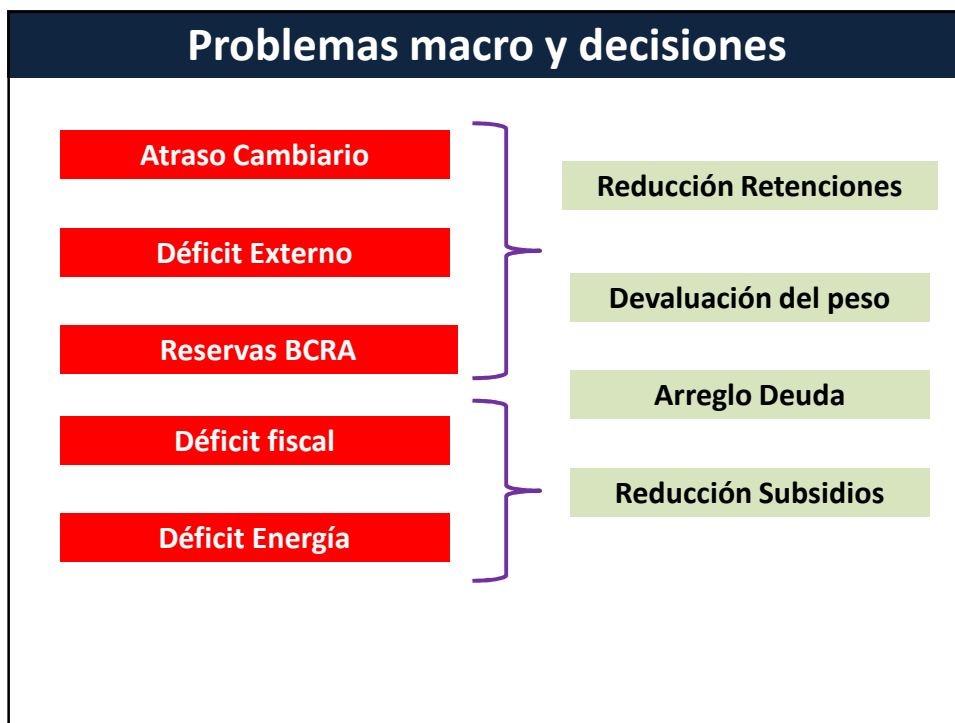 Problemas macro y decisiones
Atraso Cambiario
Déficit Externo
Reservas BCRA
Déficit fiscal
Déficit Energía
Reducción Retenciones
Devaluación del peso
Arreglo Deuda
Reducción Subsidios